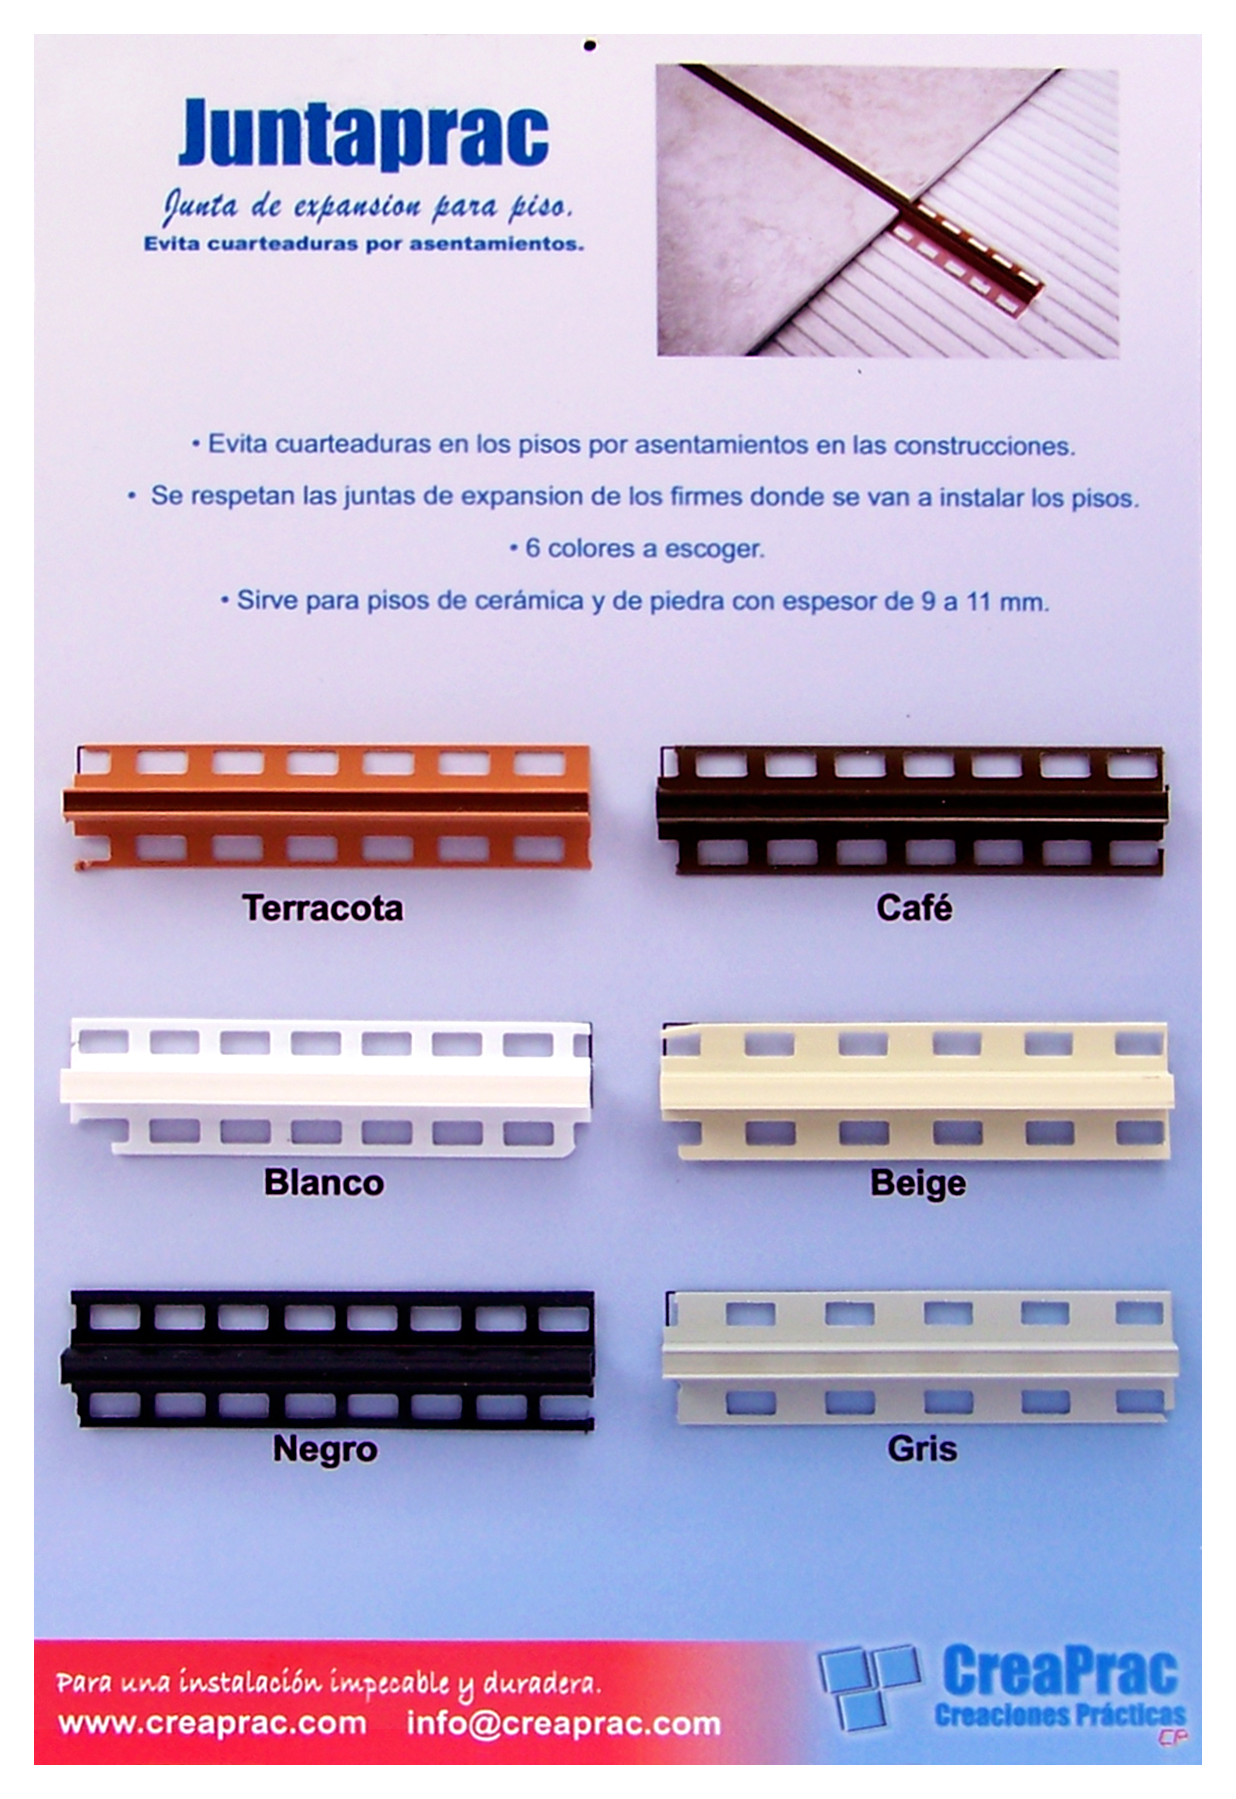 Juntaprac
Junta de expansion para piso.
Evita cuarteaduras por asentamientos.
• Evita cuarteaduras en los pisos por asentamientos en las construcciones.
• Se respetan las juntas de expansion de los firmes donde se van a instalar los pisos.
• 6 colores a escoger.
• Sirve para pisos de cerámica y de piedra con espesor de 9 a 11 mm.
Terracota
Café
Blanco
Beige
Negro
Gris
Para una instalación impecable y duradera.
www.creaprac.com info@creaprac.com
CreaPrac
Creaciones Prácticas
CP